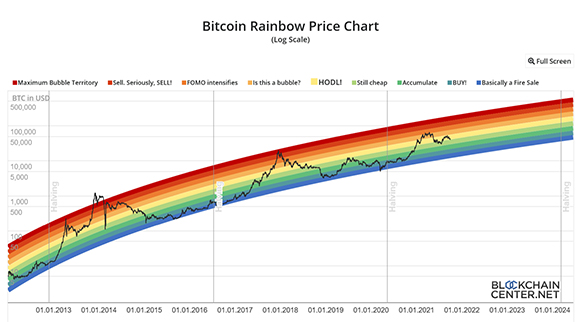 Bitcoin Rainbow Price Chart
(Log Scale)
Full Screen
Maximum Bubble Territory Sell. Seriously, SELL! FOMO intensifies Is this a bubble? HODL! Still cheap Accumulate BUY! Basically a Fire Sale
BTC in USD
500,000
100,000
50,000
10,000
5,000
1,000
500
100
Halving
Halving
Halving
Halving
BLOCKCHAIN
CENTER.NET
01.01.2013 01.01.2014 01.01.2015 01.01.2016 01.01.2017 01.01.2018 01.01.2019 01.01.2020 01.01.2021 01.01.2022 01.01.2023 01.01.2024